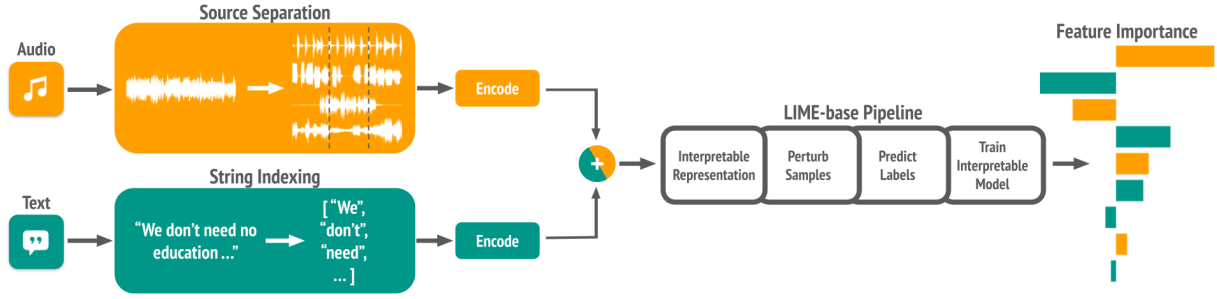 Source Separation
Audio
Encode
String Indexing
Text
“We don’t need no
education ...”
[ “We”,
“don’t”,
“need”,
... ]
Encode
+
LIME-base Pipeline
Interpretable
Representation
Perturb
Samples
Predict
Labels
Train
Interpretable
Model
Feature Importance